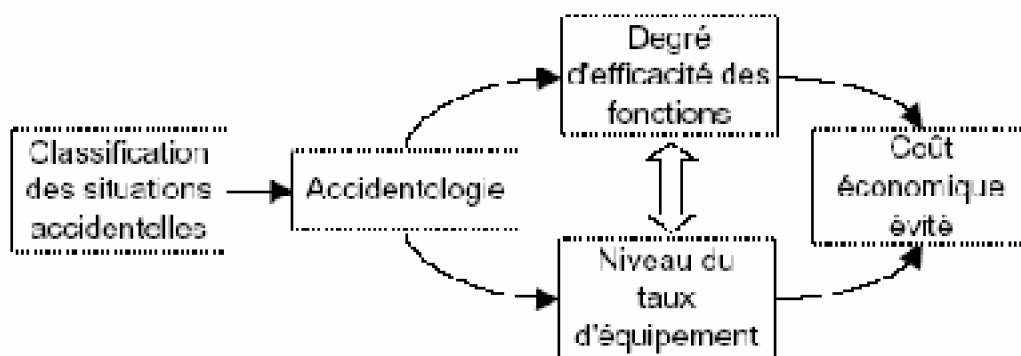 Classification
des situations
accidentelles
Accidentologie
Degré
d'efficacité des
fonctions
Niveau du
taux
d'équipement
Coût
économique
évité